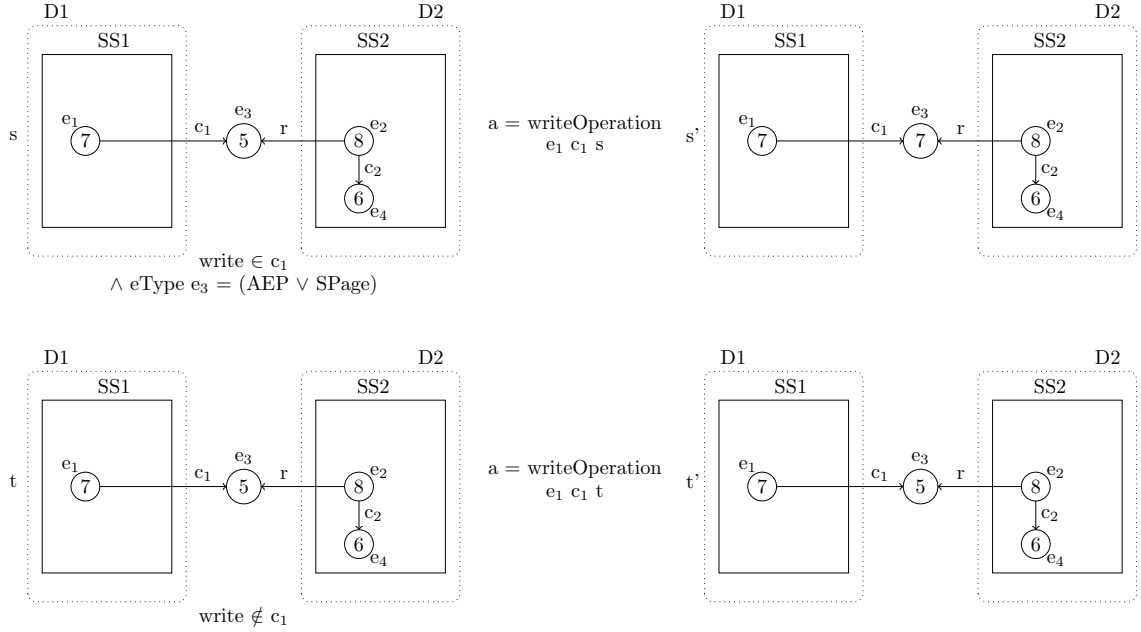 D1 D2 D1 D2
SS1 SS2 SS1 SS2
s e₁ 7 c₁ e₃ 5 r 8 e₂ a = writeOperation s' e₁ 7 c₁ e₃ 7 r 8 e₂
e₁ c₁ s
c₂ c₂
6 e₄ 6 e₄
write ∈ c₁
∧ eType e₃ = (AEP ∨ SPage)
D1 D2 D1 D2
SS1 SS2 SS1 SS2
t e₁ 7 c₁ e₃ 5 r 8 e₂ a = writeOperation t' e₁ 7 c₁ e₃ 5 r 8 e₂
e₁ c₁ t
c₂ c₂
6 e₄ 6 e₄
write ∉ c₁